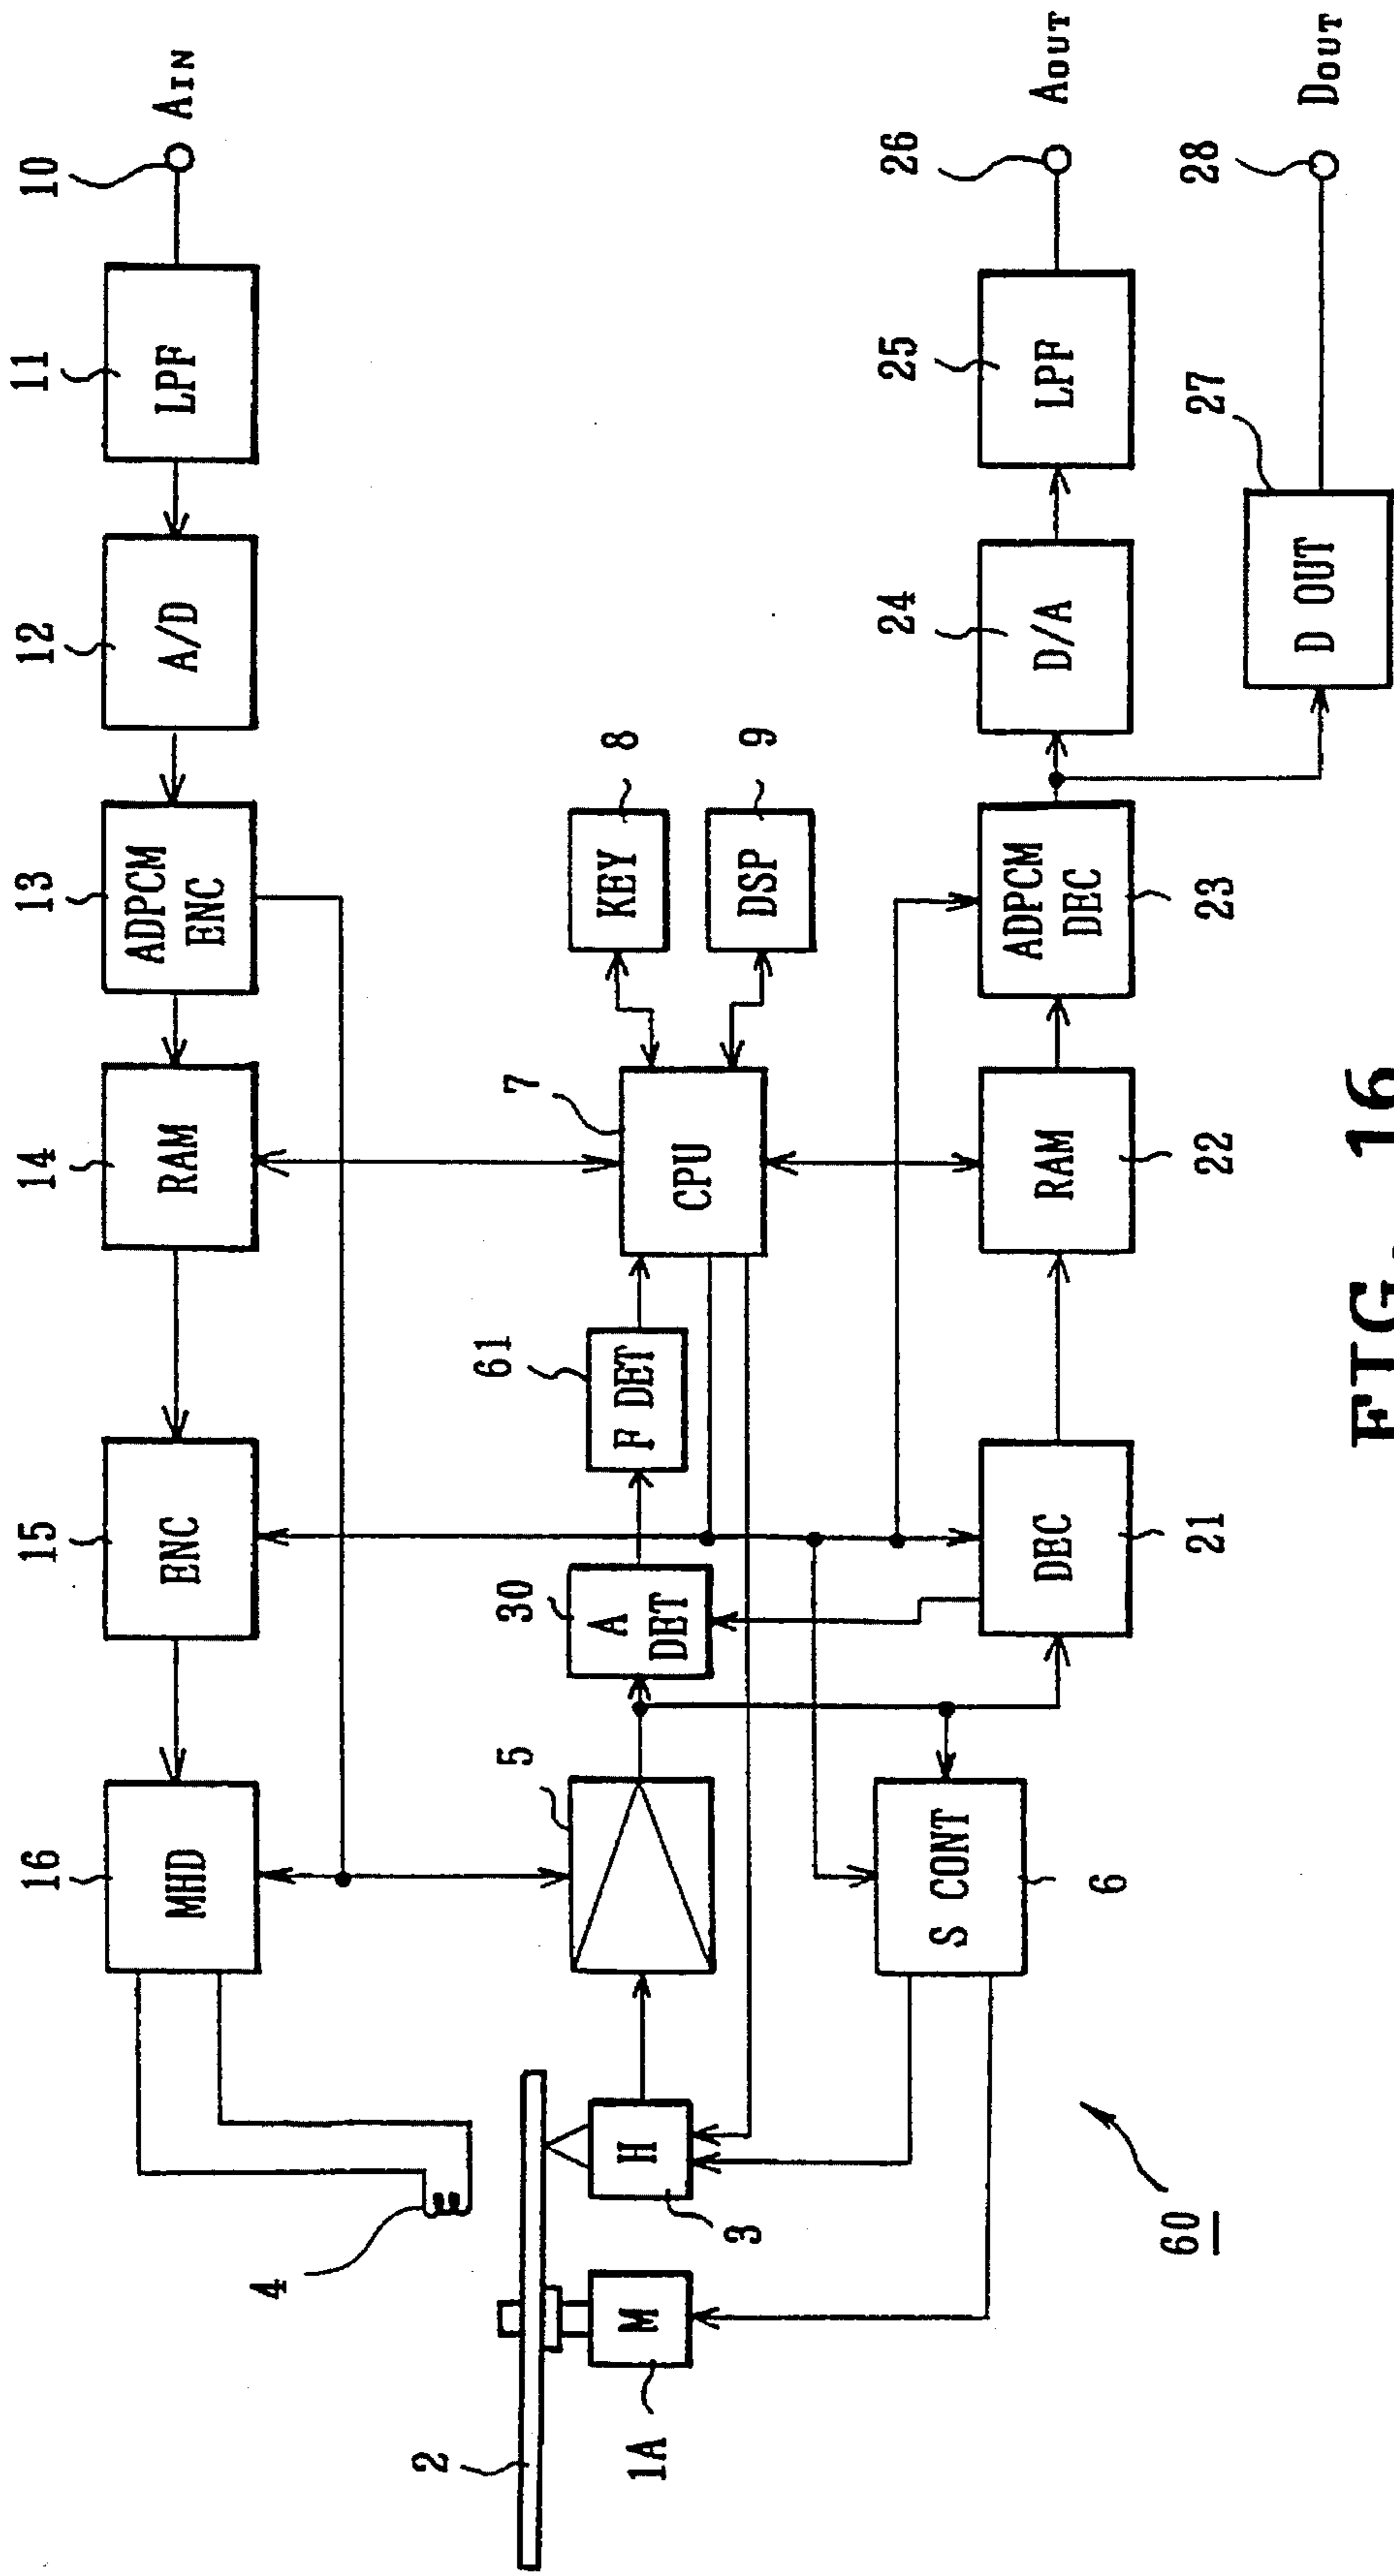 10
AIN
11
LPF
12
A/D
13
ADPCM
ENC
14
RAM
15
ENC
16
MHD
4
2
1A
M
3
H
5
30
A
DET
61
F DET
7
CPU
8
KEY
9
DSP
6
S CONT
21
DEC
22
RAM
23
ADPCM
DEC
24
D/A
25
LPF
26
AOUT
27
D OUT
28
DOUT
60
FIG. 16